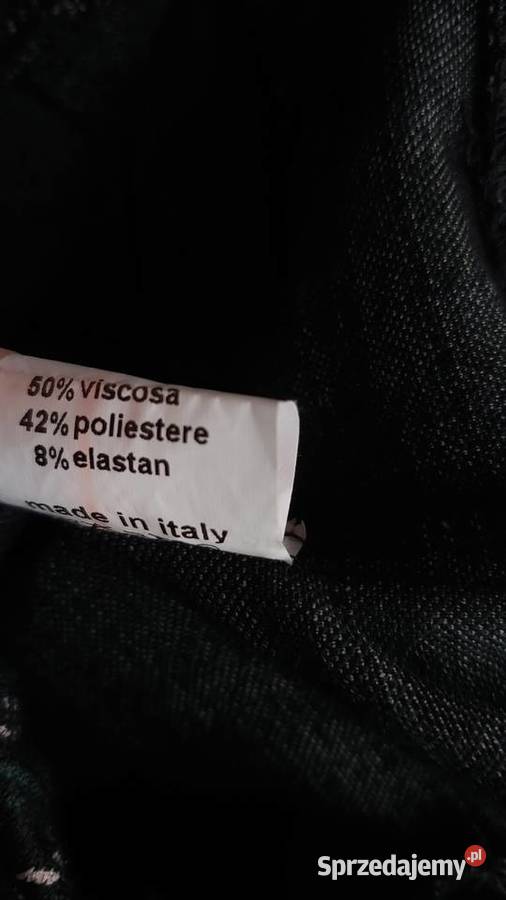 50% viscosa
42% poliestere
8% elastan
made in italy
Sprzedajemy.pl